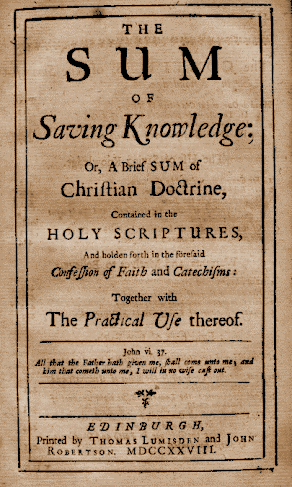 THE
SUM
OF
Saving Knowledge:
Or, A Brief SUM of
Chriſtian Doctrine,
Contained in the
HOLY SCRIPTURES,
And holden forth in the foreſaid
Confeſſion of Faith and Catechiſms:
Together with
The Practical Uſe thereof.
John vi. 37.
All that the Father hath given me, ſhall come unto me; and
him that cometh unto me, I will in no wiſe caſt out.
EDINBURGH,
Printed by THOMAS LUMISDEN and JOHN
ROBERTSON. MDCCXXVIII.